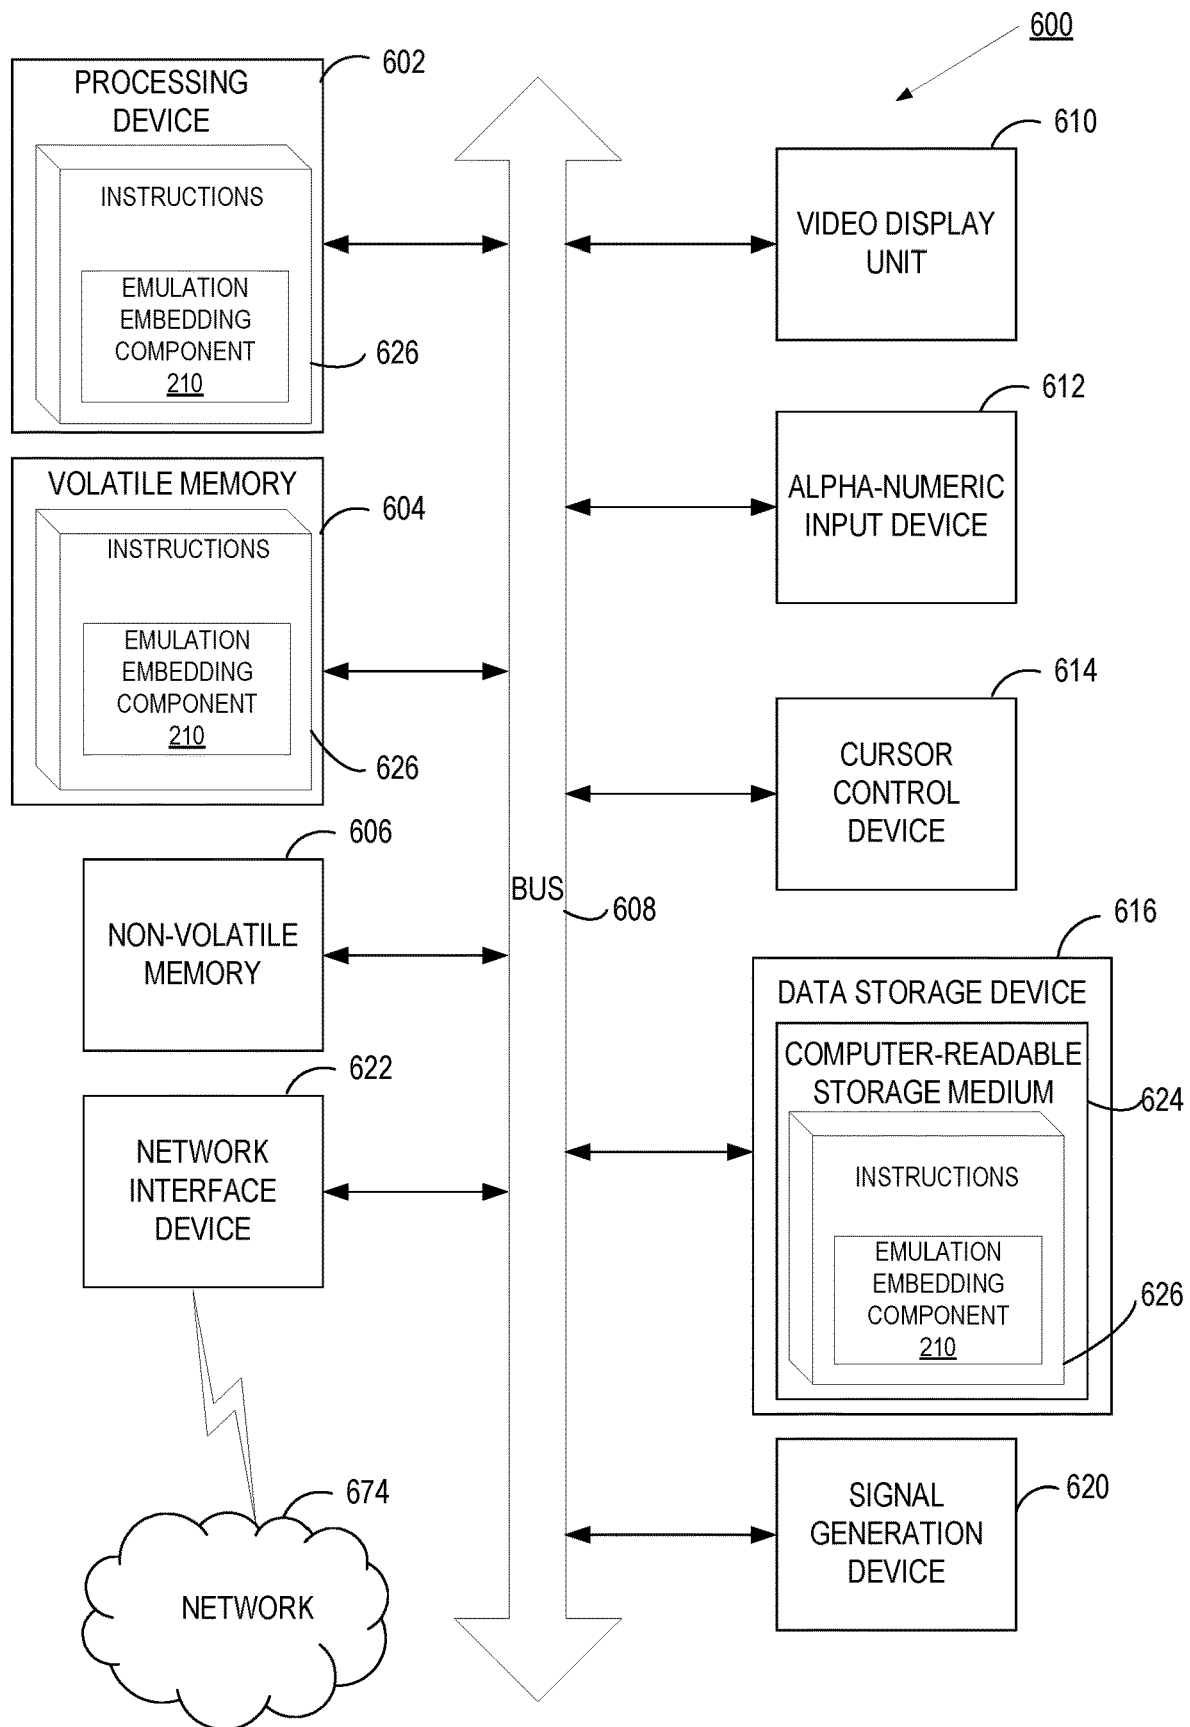 600
602
PROCESSING
DEVICE
INSTRUCTIONS
EMULATION
EMBEDDING
COMPONENT
210
626
VOLATILE MEMORY
604
INSTRUCTIONS
EMULATION
EMBEDDING
COMPONENT
210
626
606
NON-VOLATILE
MEMORY
622
NETWORK
INTERFACE
DEVICE
674
NETWORK
BUS
608
610
VIDEO DISPLAY
UNIT
612
ALPHA-NUMERIC
INPUT DEVICE
614
CURSOR
CONTROL
DEVICE
616
DATA STORAGE DEVICE
COMPUTER-READABLE
STORAGE MEDIUM
624
INSTRUCTIONS
EMULATION
EMBEDDING
COMPONENT
210
626
SIGNAL
GENERATION
DEVICE
620